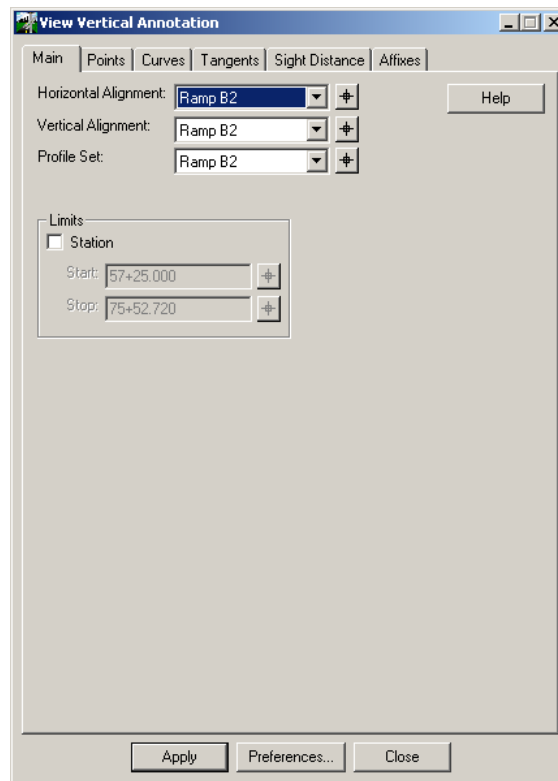 View Vertical Annotation
Main Points Curves Tangents Sight Distance Affixes
Horizontal Alignment: Ramp B2 Help
Vertical Alignment: Ramp B2
Profile Set: Ramp B2
Limits
Station
Start: 57+25.000
Stop: 75+52.720
Apply Preferences... Close